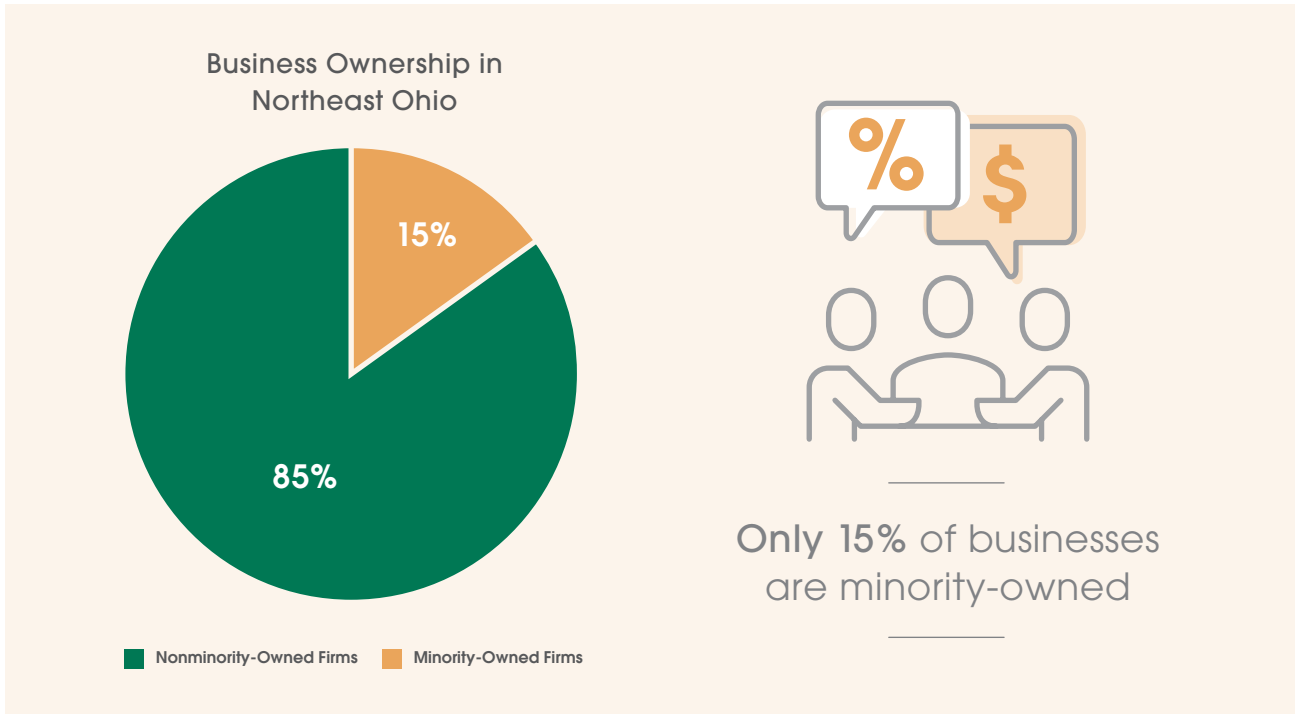 Business Ownership in
Northeast Ohio
15%
85%
Nonminority-Owned Firms
Minority-Owned Firms
%
$
Only 15% of businesses
are minority-owned